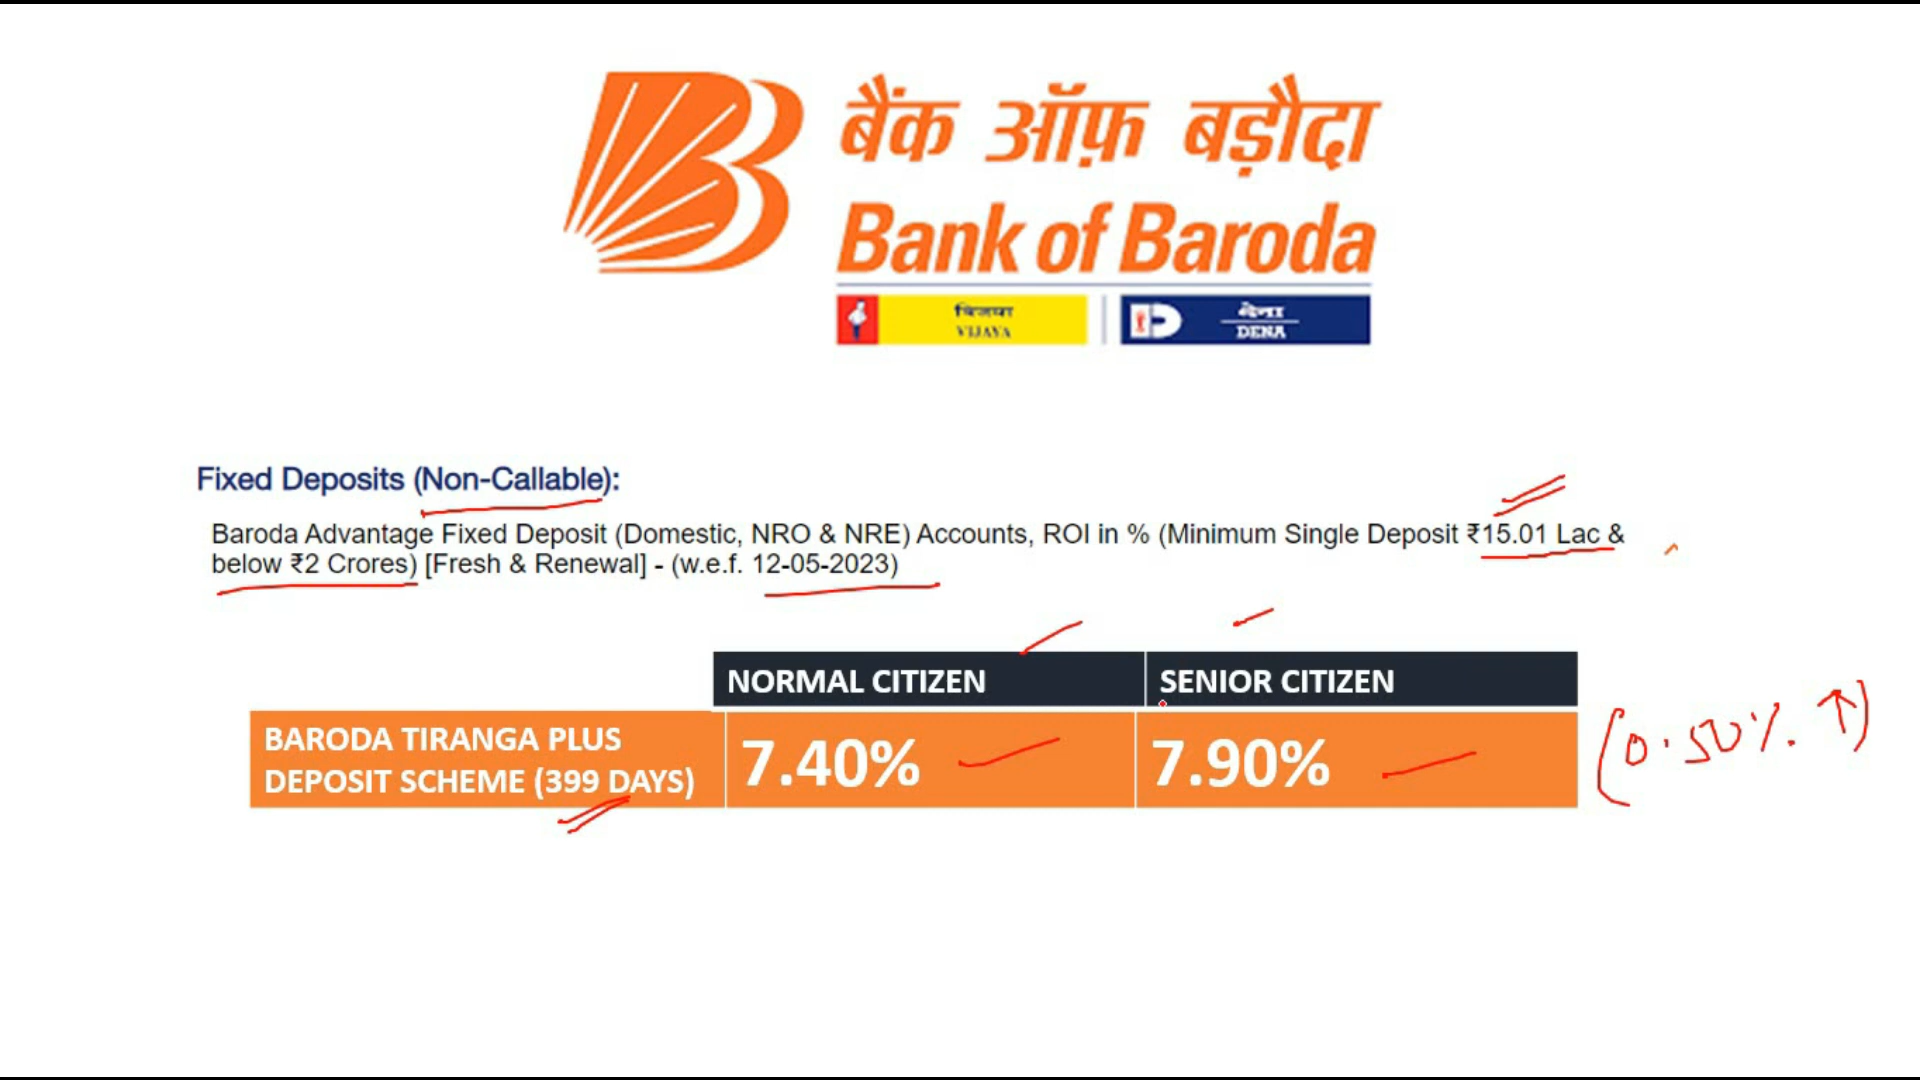 बैंक ऑफ़ बड़ौदा
Bank of Baroda
विजया
VIJAYA
देना
DENA
Fixed Deposits (Non-Callable):
Baroda Advantage Fixed Deposit (Domestic, NRO & NRE) Accounts, ROI in % (Minimum Single Deposit ₹15.01 Lac &
below ₹2 Crores) [Fresh & Renewal] - (w.e.f. 12-05-2023)
NORMAL CITIZEN SENIOR CITIZEN
BARODA TIRANGA PLUS
DEPOSIT SCHEME (399 DAYS)
7.40% 7.90%
(0.50% ↑)